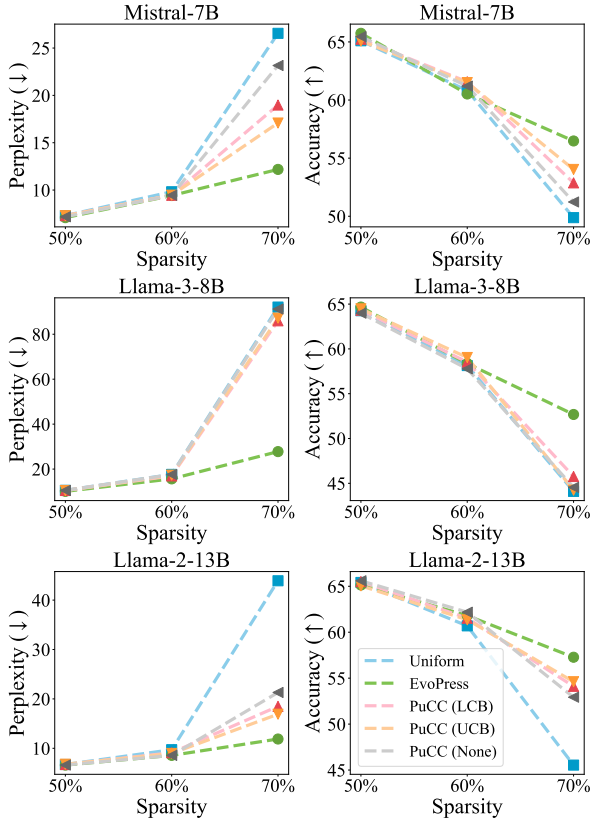 Mistral-7B
Perplexity (↓)
25
20
15
10
50% 60% 70%
Sparsity
Mistral-7B
Accuracy (↑)
65
60
55
50
50% 60% 70%
Sparsity
Llama-3-8B
Perplexity (↓)
80
60
40
20
50% 60% 70%
Sparsity
Llama-3-8B
Accuracy (↑)
65
60
55
50
45
50% 60% 70%
Sparsity
Llama-2-13B
Perplexity (↓)
40
30
20
10
50% 60% 70%
Sparsity
Llama-2-13B
Accuracy (↑)
65
60
55
50
45
50% 60% 70%
Sparsity
Uniform
EvoPress
PuCC (LCB)
PuCC (UCB)
PuCC (None)